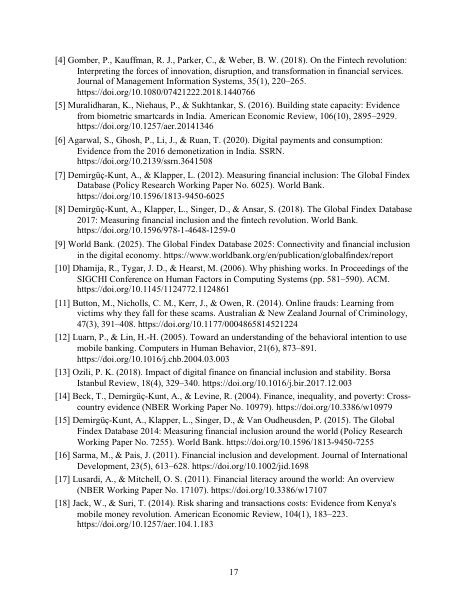 [4] Gomber, P., Kauffman, R. J., Parker, C., & Weber, B. W. (2018). On the Fintech revolution:
Interpreting the forces of innovation, disruption, and transformation in financial services.
Journal of Management Information Systems, 35(1), 220–265.
https://doi.org/10.1080/07421222.2018.1440766
[5] Muralidharan, K., Niehaus, P., & Sukhtankar, S. (2016). Building state capacity: Evidence
from biometric smartcards in India. American Economic Review, 106(10), 2895–2929.
https://doi.org/10.1257/aer.20141346
[6] Agarwal, S., Ghosh, P., Li, J., & Ruan, T. (2020). Digital payments and consumption:
Evidence from the 2016 demonetization in India. SSRN.
https://doi.org/10.2139/ssrn.3641508
[7] Demirgüç-Kunt, A., & Klapper, L. (2012). Measuring financial inclusion: The Global Findex
Database (Policy Research Working Paper No. 6025). World Bank.
https://doi.org/10.1596/1813-9450-6025
[8] Demirgüç-Kunt, A., Klapper, L., Singer, D., & Ansar, S. (2018). The Global Findex Database
2017: Measuring financial inclusion and the fintech revolution. World Bank.
https://doi.org/10.1596/978-1-4648-1259-0
[9] World Bank. (2025). The Global Findex Database 2025: Connectivity and financial inclusion
in the digital economy. https://www.worldbank.org/en/publication/globalfindex/report
[10] Dhamija, R., Tygar, J. D., & Hearst, M. (2006). Why phishing works. In Proceedings of the
SIGCHI Conference on Human Factors in Computing Systems (pp. 581–590). ACM.
https://doi.org/10.1145/1124772.1124861
[11] Button, M., Nicholls, C. M., Kerr, J., & Owen, R. (2014). Online frauds: Learning from
victims why they fall for these scams. Australian & New Zealand Journal of Criminology,
47(3), 391–408. https://doi.org/10.1177/0004865814521224
[12] Luarn, P., & Lin, H.-H. (2005). Toward an understanding of the behavioral intention to use
mobile banking. Computers in Human Behavior, 21(6), 873–891.
https://doi.org/10.1016/j.chb.2004.03.003
[13] Ozili, P. K. (2018). Impact of digital finance on financial inclusion and stability. Borsa
Istanbul Review, 18(4), 329–340. https://doi.org/10.1016/j.bir.2017.12.003
[14] Beck, T., Demirgüç-Kunt, A., & Levine, R. (2004). Finance, inequality, and poverty: Cross-
country evidence (NBER Working Paper No. 10979). https://doi.org/10.3386/w10979
[15] Demirgüç-Kunt, A., Klapper, L., Singer, D., & Van Oudheusden, P. (2015). The Global
Findex Database 2014: Measuring financial inclusion around the world (Policy Research
Working Paper No. 7255). World Bank. https://doi.org/10.1596/1813-9450-7255
[16] Sarma, M., & Pais, J. (2011). Financial inclusion and development. Journal of International
Development, 23(5), 613–628. https://doi.org/10.1002/jid.1698
[17] Lusardi, A., & Mitchell, O. S. (2011). Financial literacy around the world: An overview
(NBER Working Paper No. 17107). https://doi.org/10.3386/w17107
[18] Jack, W., & Suri, T. (2014). Risk sharing and transactions costs: Evidence from Kenya's
mobile money revolution. American Economic Review, 104(1), 183–223.
https://doi.org/10.1257/aer.104.1.183
17